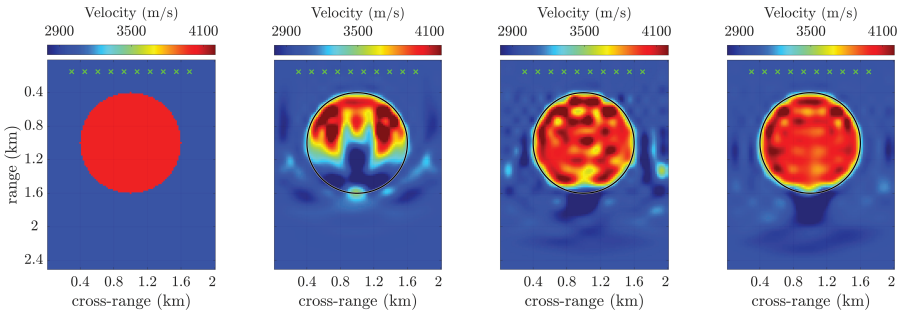 Velocity (m/s) Velocity (m/s) Velocity (m/s) Velocity (m/s)
2900 3500 4100 2900 3500 4100 2900 3500 4100 2900 3500 4100
0.4
0.8
1.2
1.6
2
2.4
range (km)
0.4 0.8 1.2 1.6 2 0.4 0.8 1.2 1.6 2 0.4 0.8 1.2 1.6 2 0.4 0.8 1.2 1.6 2
cross-range (km) cross-range (km) cross-range (km) cross-range (km)